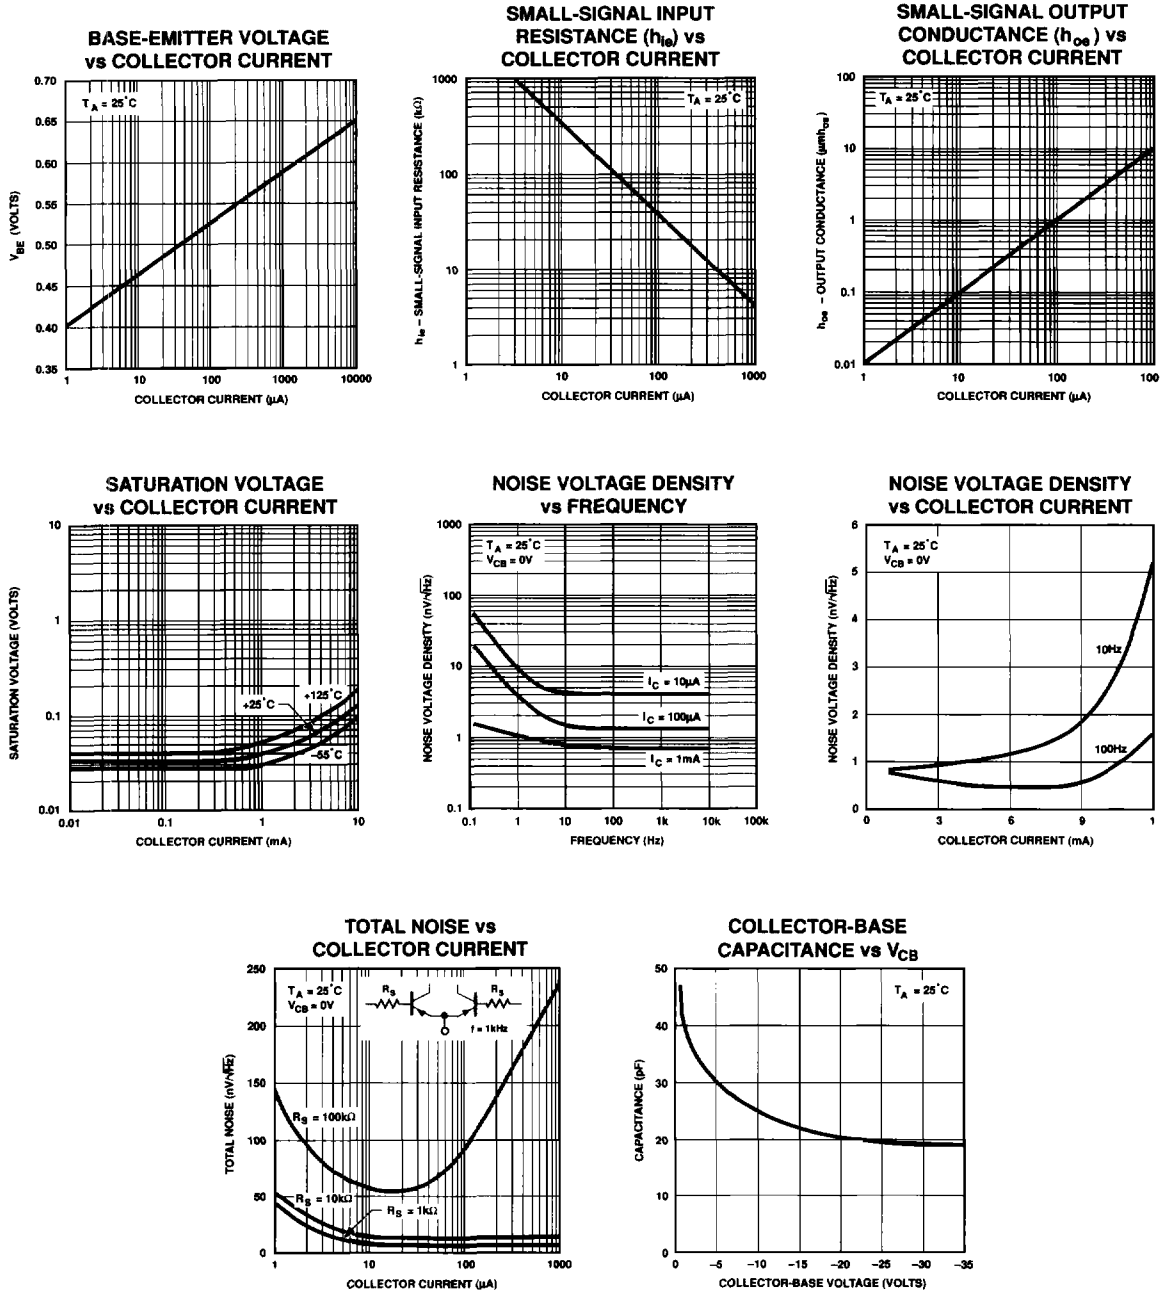 BASE-EMITTER VOLTAGE
vs COLLECTOR CURRENT
0.70
0.65
0.60
0.55
0.50
0.45
0.40
0.35
T_A = 25°C
V_BE (VOLTS)
1 10 100 1000 10000
COLLECTOR CURRENT (µA)
SMALL-SIGNAL INPUT
RESISTANCE (h_ie) vs
COLLECTOR CURRENT
1000
100
10
1
T_A = 25°C
h_ie – SMALL-SIGNAL INPUT RESISTANCE (kΩ)
1 10 100 1000
COLLECTOR CURRENT (µA)
SMALL-SIGNAL OUTPUT
CONDUCTANCE (h_oe) vs
COLLECTOR CURRENT
100
10
1
0.1
0.01
T_A = 25°C
h_oe – OUTPUT CONDUCTANCE (µmh_os)
1 10 100 100
COLLECTOR CURRENT (µA)
SATURATION VOLTAGE
vs COLLECTOR CURRENT
10
1
0.1
0.01
SATURATION VOLTAGE (VOLTS)
+125°C
+25°C
–55°C
0.01 0.1 1.0 10
COLLECTOR CURRENT (mA)
NOISE VOLTAGE DENSITY
vs FREQUENCY
1000
100
10
1
0.1
T_A = 25°C
V_CB = 0V
NOISE VOLTAGE DENSITY (nV/√Hz)
I_C = 10µA
I_C = 100µA
I_C = 1mA
0.1 1 10 100 1k 10k 100k
FREQUENCY (Hz)
NOISE VOLTAGE DENSITY
vs COLLECTOR CURRENT
6
5
4
3
2
1
0
T_A = 25°C
V_CB = 0V
NOISE VOLTAGE DENSITY (nV/√Hz)
10Hz
100Hz
0 3 6 9 1
COLLECTOR CURRENT (mA)
TOTAL NOISE vs
COLLECTOR CURRENT
250
200
150
100
50
0
T_A = 25°C
V_CB = 0V
R_S R_S
f = 1kHz
TOTAL NOISE (nV/√Hz)
R_S = 100kΩ
R_S = 10kΩ
R_S = 1kΩ
1 10 100 1000
COLLECTOR CURRENT (µA)
COLLECTOR-BASE
CAPACITANCE vs V_CB
50
40
30
20
10
0
T_A = 25°C
CAPACITANCE (pF)
0 –5 –10 –15 –20 –25 –30 –35
COLLECTOR-BASE VOLTAGE (VOLTS)